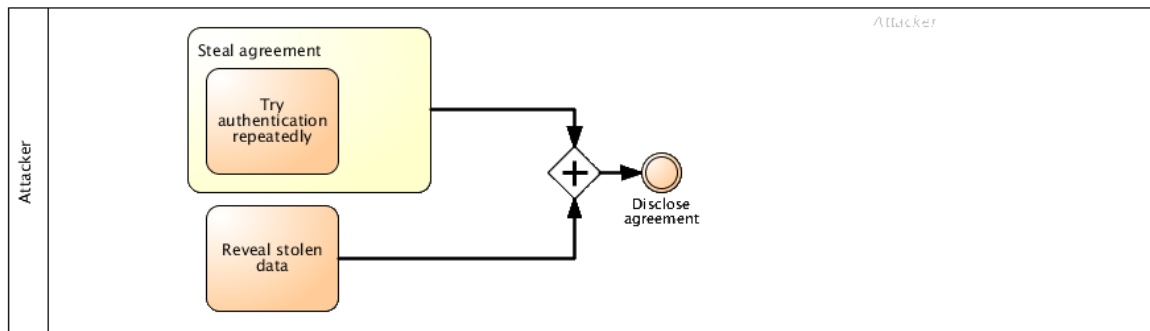 Attacker
Attacker
Steal agreement
Try
authentication
repeatedly
Disclose
agreement
Reveal stolen
data